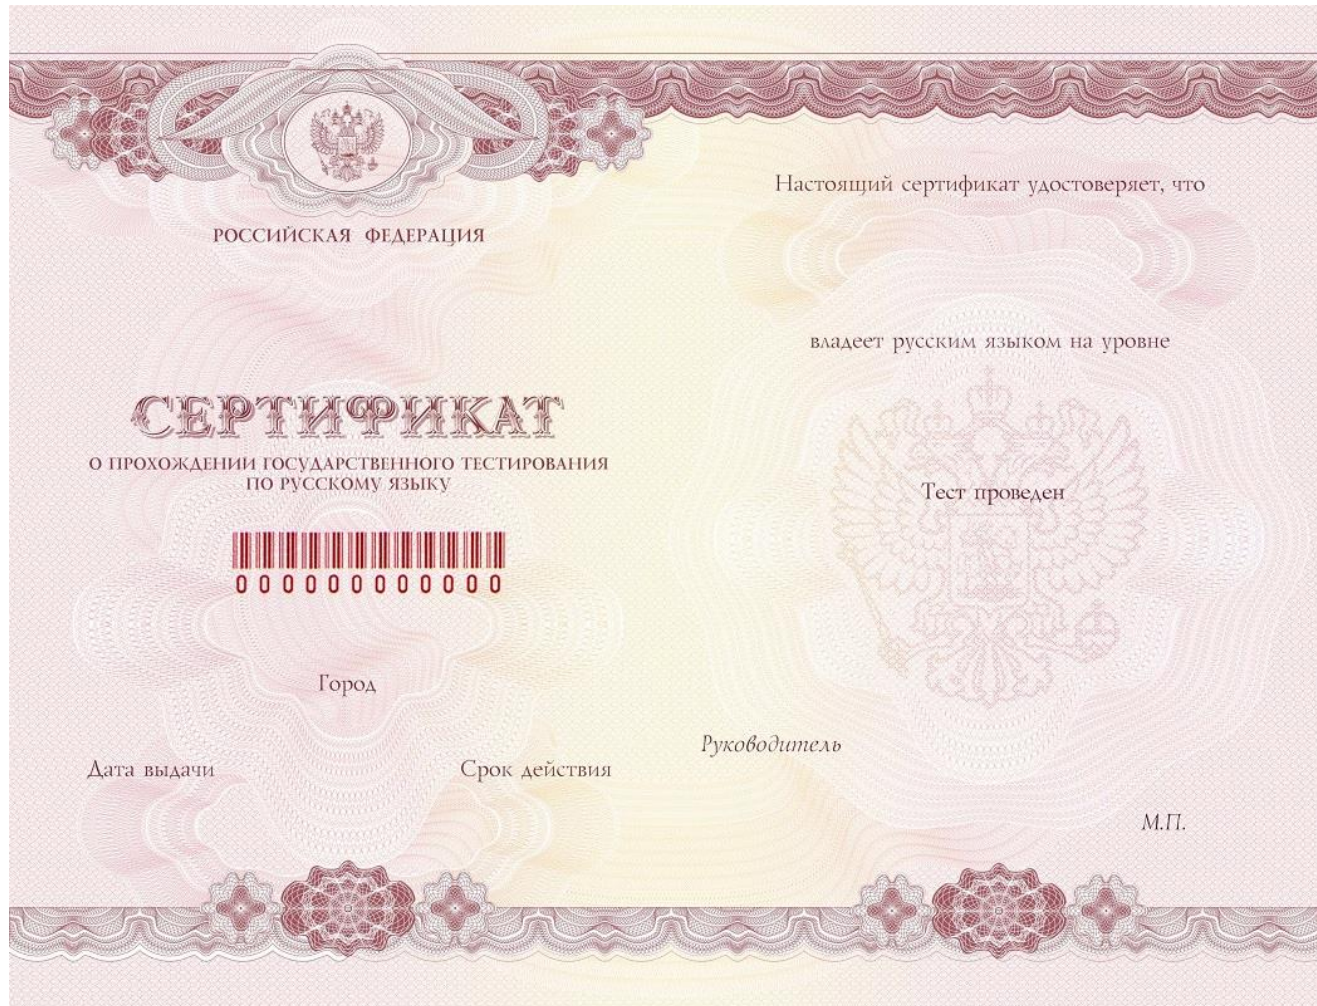 РОССИЙСКАЯ ФЕДЕРАЦИЯ
СЕРТИФИКАТ
О ПРОХОЖДЕНИИ ГОСУДАРСТВЕННОГО ТЕСТИРОВАНИЯ
ПО РУССКОМУ ЯЗЫКУ
000000000000
Город
Дата выдачи
Срок действия
Настоящий сертификат удостоверяет, что
владеет русским языком на уровне
Тест проведен
Руководитель
М.П.